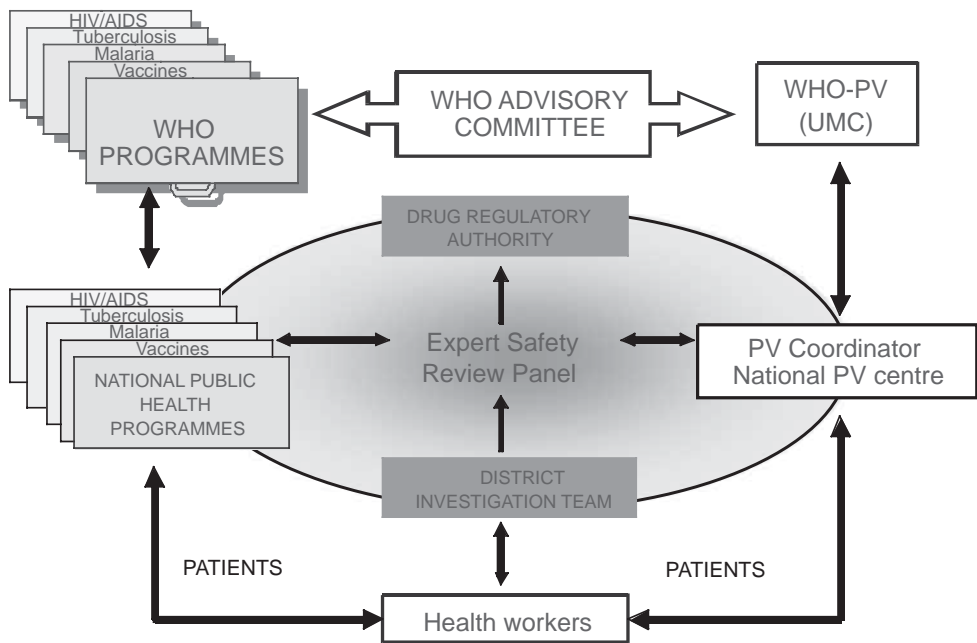 HIV/AIDS
Tuberculosis
Malaria
Vaccines
WHO
PROGRAMMES
WHO ADVISORY
COMMITTEE
WHO-PV
(UMC)
DRUG REGULATORY
AUTHORITY
HIV/AIDS
Tuberculosis
Malaria
Vaccines
NATIONAL PUBLIC
HEALTH
PROGRAMMES
Expert Safety
Review Panel
PV Coordinator
National PV centre
DISTRICT
INVESTIGATION TEAM
PATIENTS
PATIENTS
Health workers